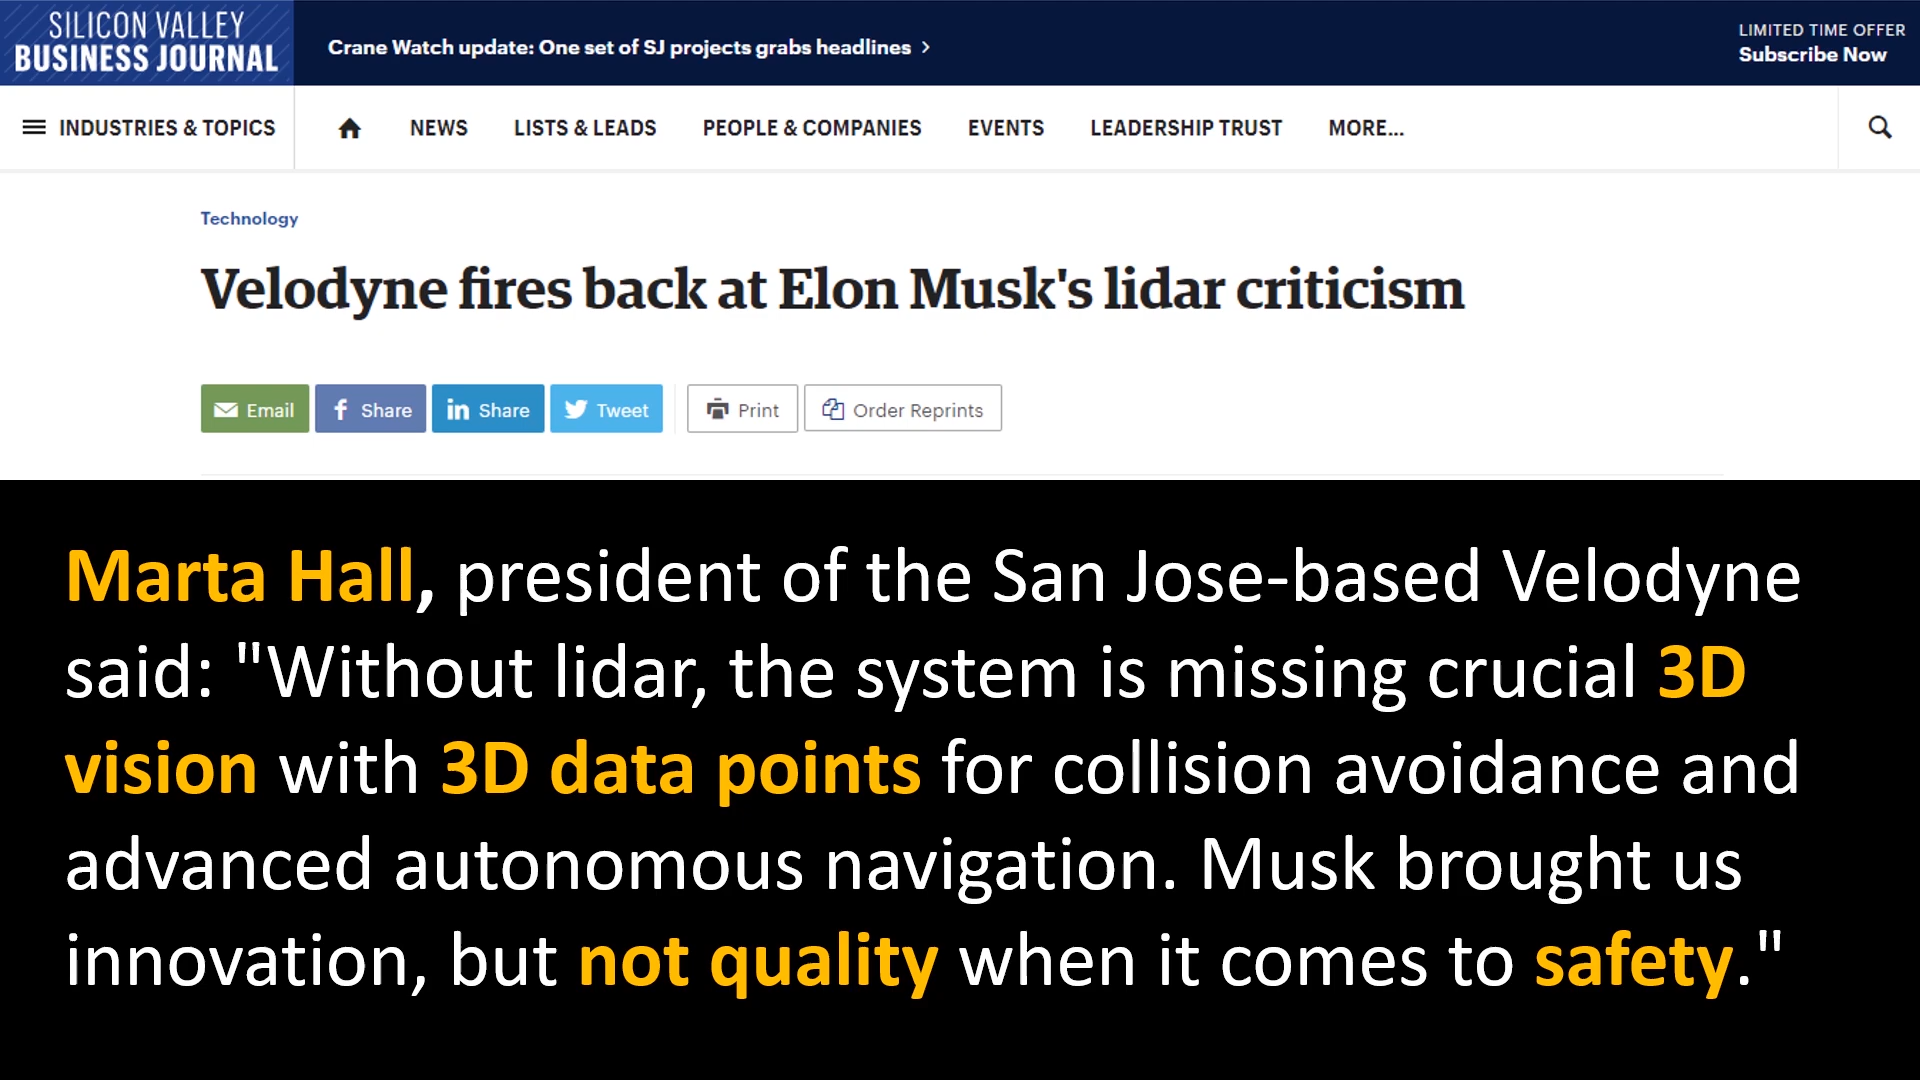 SILICON VALLEY
BUSINESS JOURNAL
Crane Watch update: One set of SJ projects grabs headlines
LIMITED TIME OFFER
Subscribe Now
INDUSTRIES & TOPICS
NEWS
LISTS & LEADS
PEOPLE & COMPANIES
EVENTS
LEADERSHIP TRUST
MORE...
Technology
Velodyne fires back at Elon Musk's lidar criticism
Email
Share
Share
Tweet
Print
Order Reprints
Marta Hall, president of the San Jose-based Velodyne
said: "Without lidar, the system is missing crucial 3D
vision with 3D data points for collision avoidance and
advanced autonomous navigation. Musk brought us
innovation, but not quality when it comes to safety."